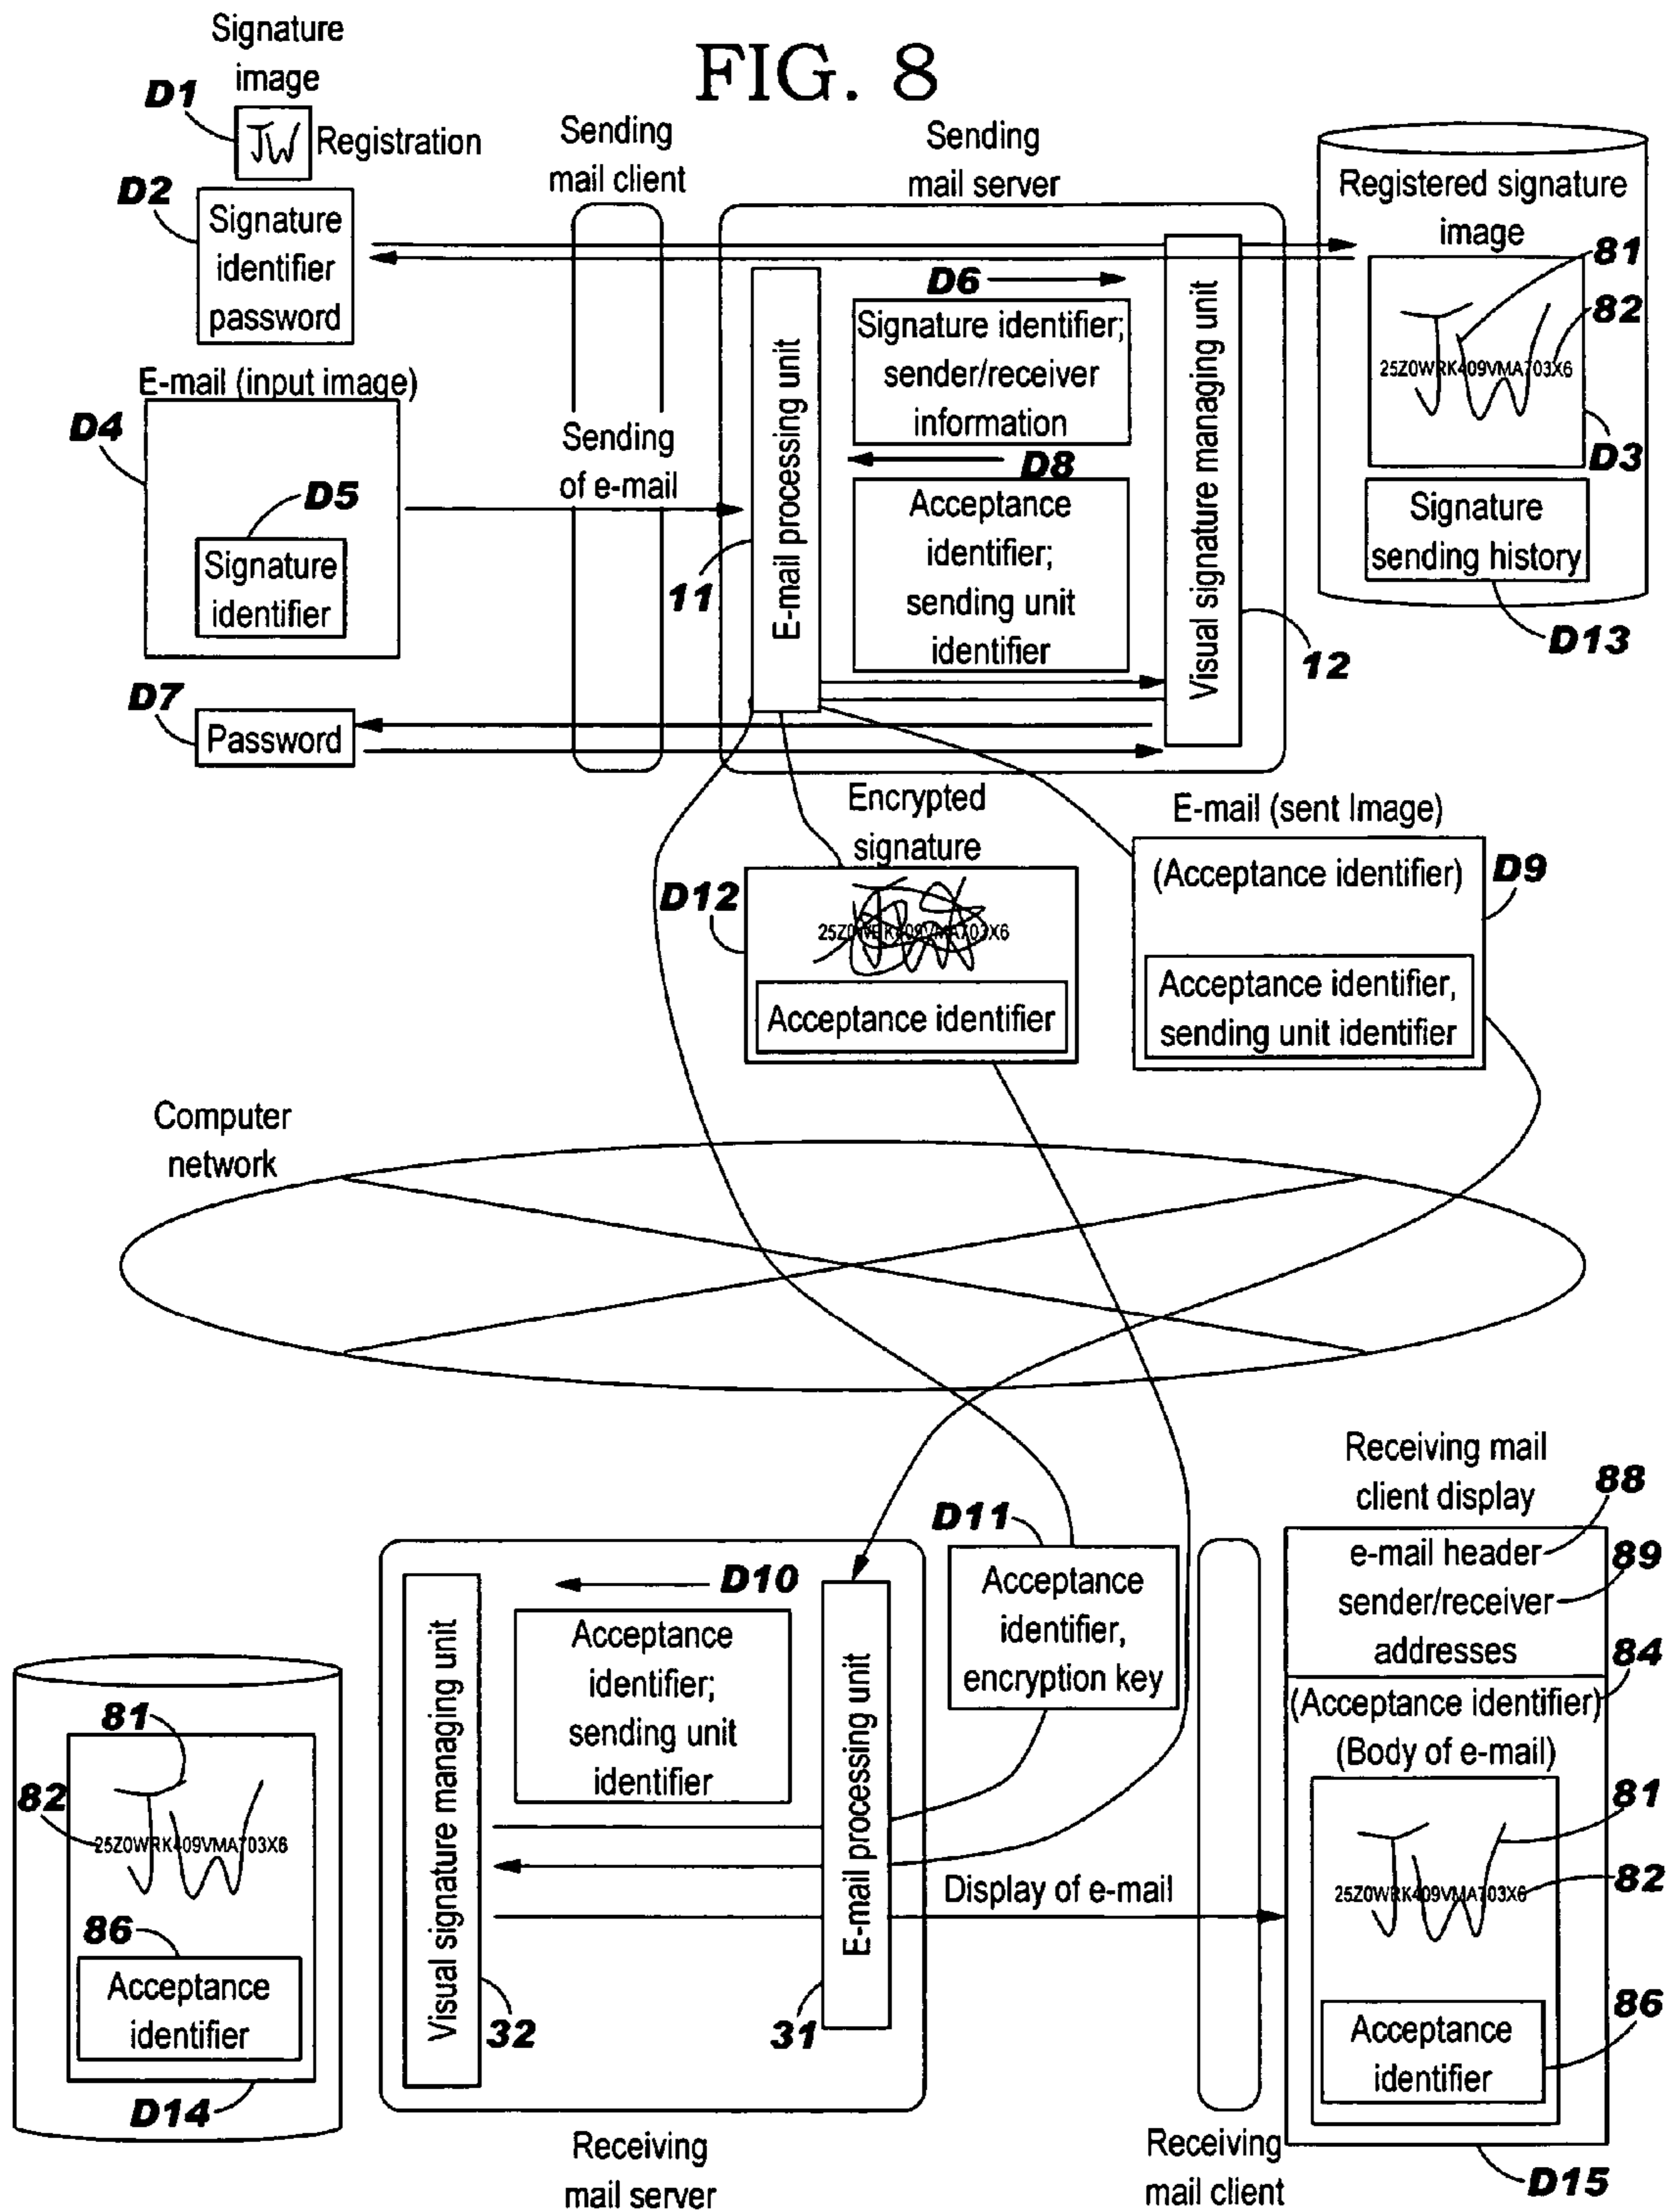 FIG. 8
Signature
image
D1
JW
Registration
D2
Signature
identifier
password
Sending
mail client
Sending
mail server
Registered signature
image
81
82
25Z0WRK409VMA703X6
D3
Signature
sending history
D13
E-mail (input image)
D4
D5
Signature
identifier
Sending
of e-mail
D7
Password
E-mail processing unit
11
D6
Signature identifier;
sender/receiver
information
D8
Acceptance
identifier;
sending unit
identifier
Visual signature managing unit
12
Encrypted
signature
D12
25Z0WRK409VMA703X6
Acceptance identifier
E-mail (sent Image)
(Acceptance identifier)
D9
Acceptance identifier,
sending unit identifier
Computer
network
81
82
JW
25Z0WRK409VMA703X6
86
Acceptance
identifier
D14
Visual signature managing unit
32
D10
Acceptance
identifier;
sending unit
identifier
E-mail processing unit
31
Receiving
mail server
D11
Acceptance
identifier,
encryption key
Display of e-mail
Receiving
mail client
Receiving mail
client display
88
e-mail header
89
sender/receiver
addresses
84
(Acceptance identifier)
(Body of e-mail)
81
JW
82
25Z0WRK409VMA703X6
86
Acceptance
identifier
D15